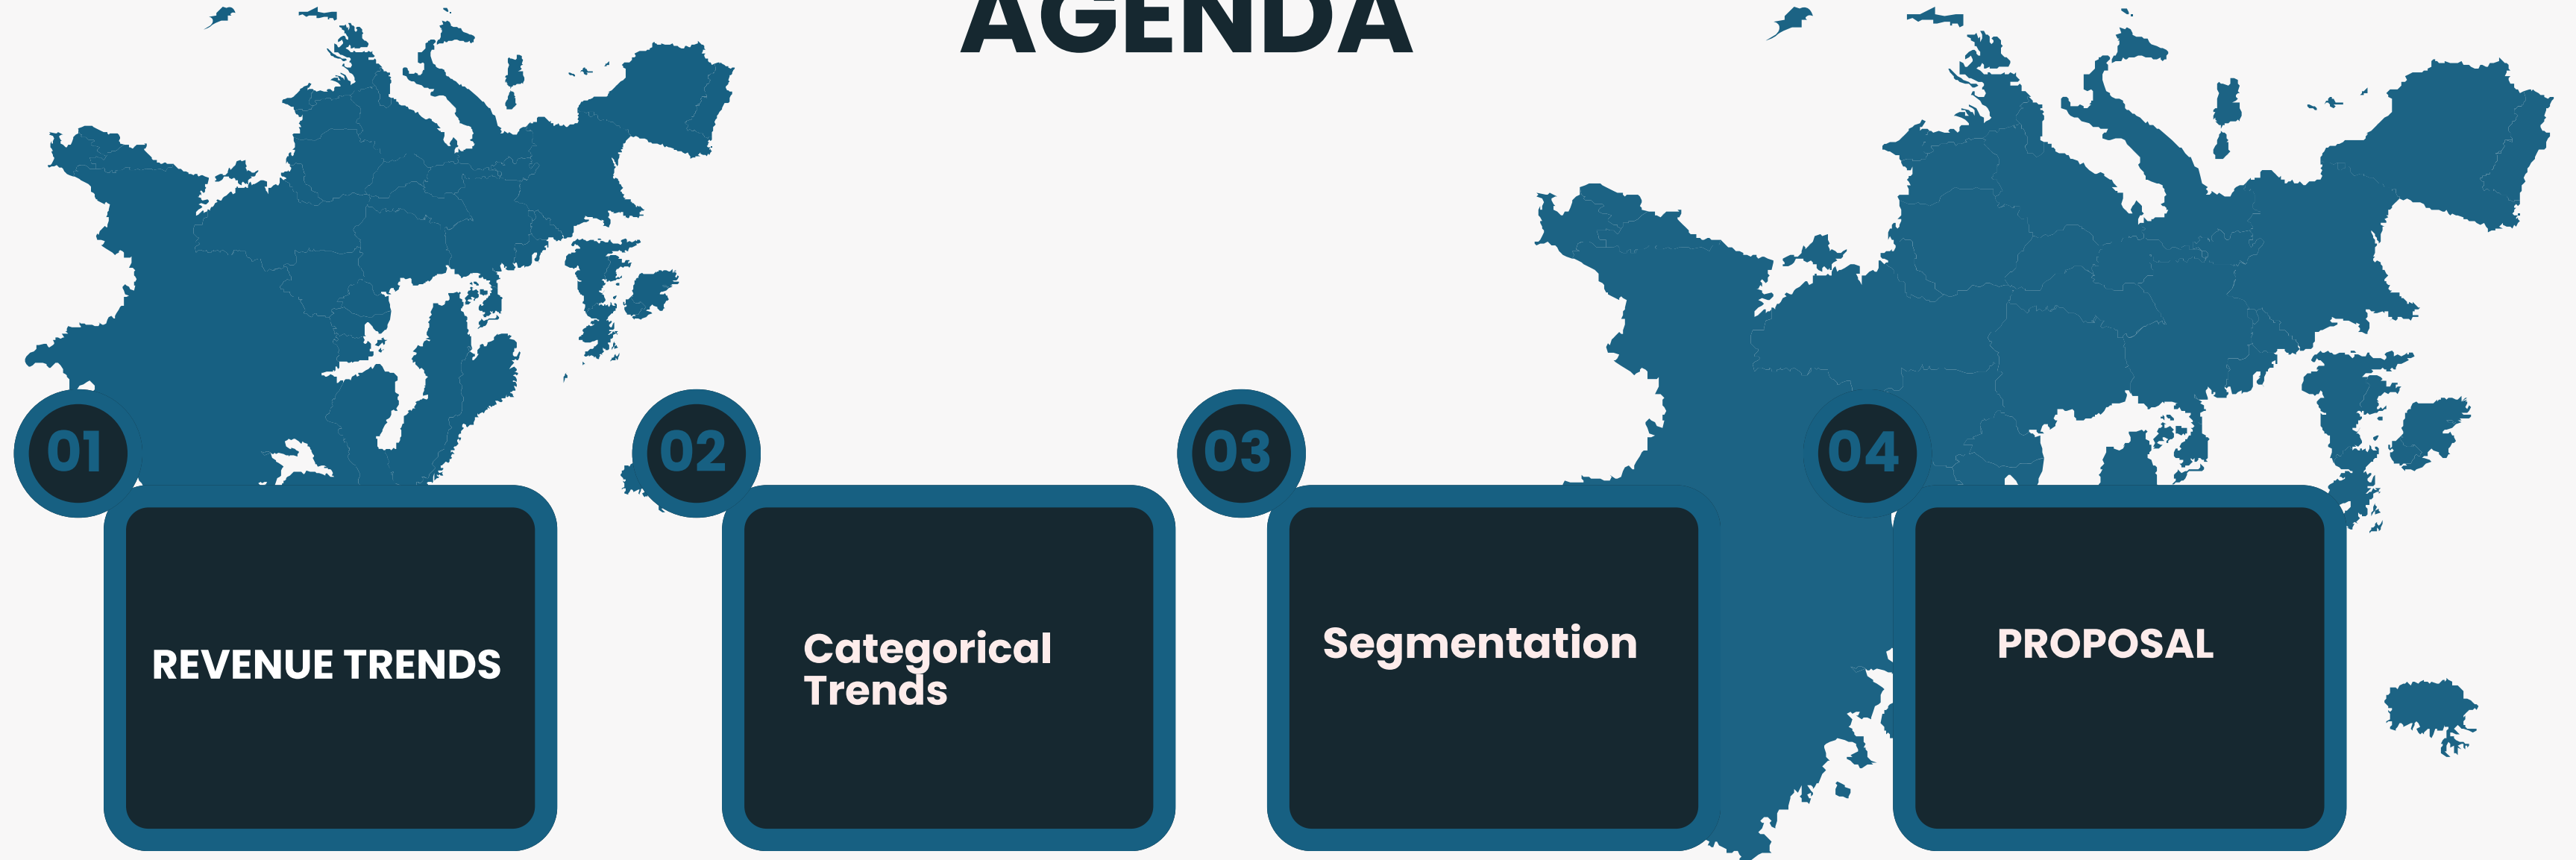 AGENDA
01
02
03
04
REVENUE TRENDS
Categorical
Trends
Segmentation
PROPOSAL